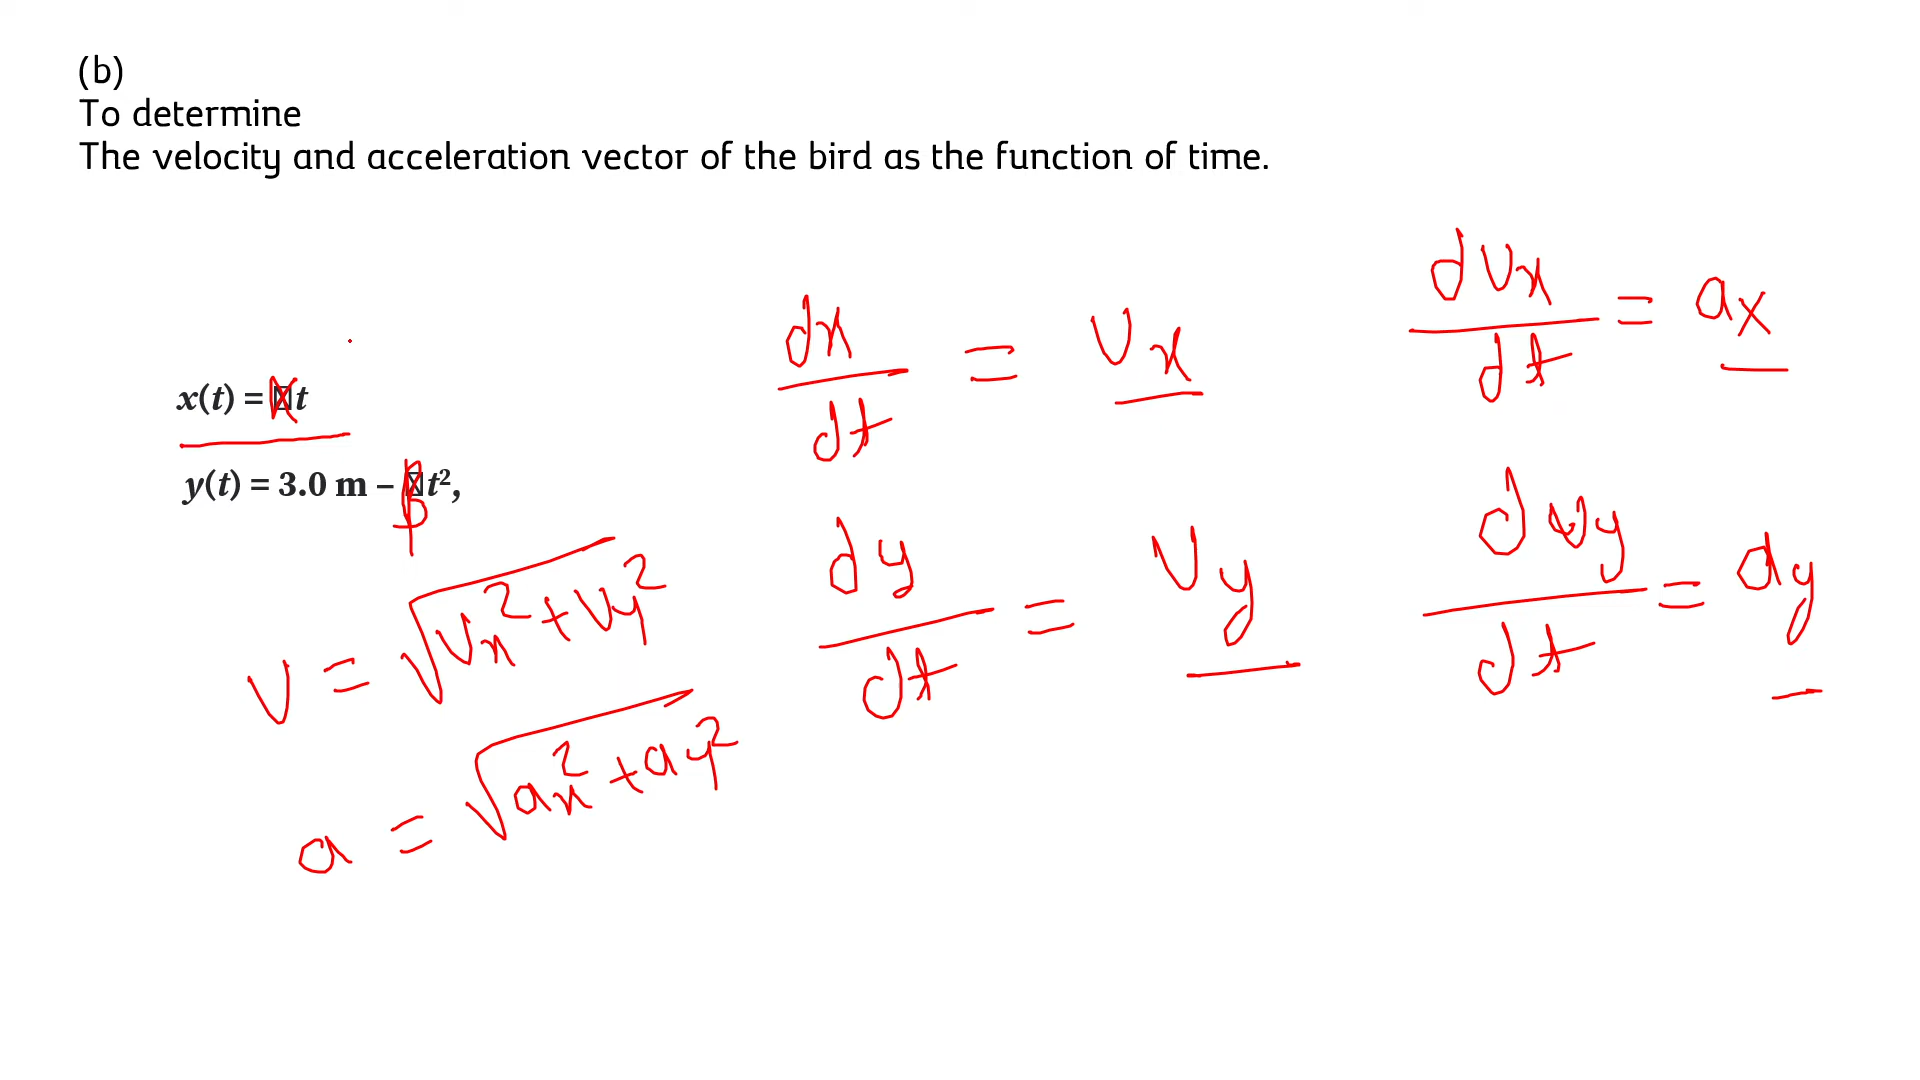 (b)
To determine
The velocity and acceleration vector of the bird as the function of time.
x(t) = αt
y(t) = 3.0 m – βt²,
dx/dt = Vx
dVx/dt = ax
dy/dt = Vy
dVy/dt = ay
V = √(Vx² + Vy²)
a = √(ax² + ay²)